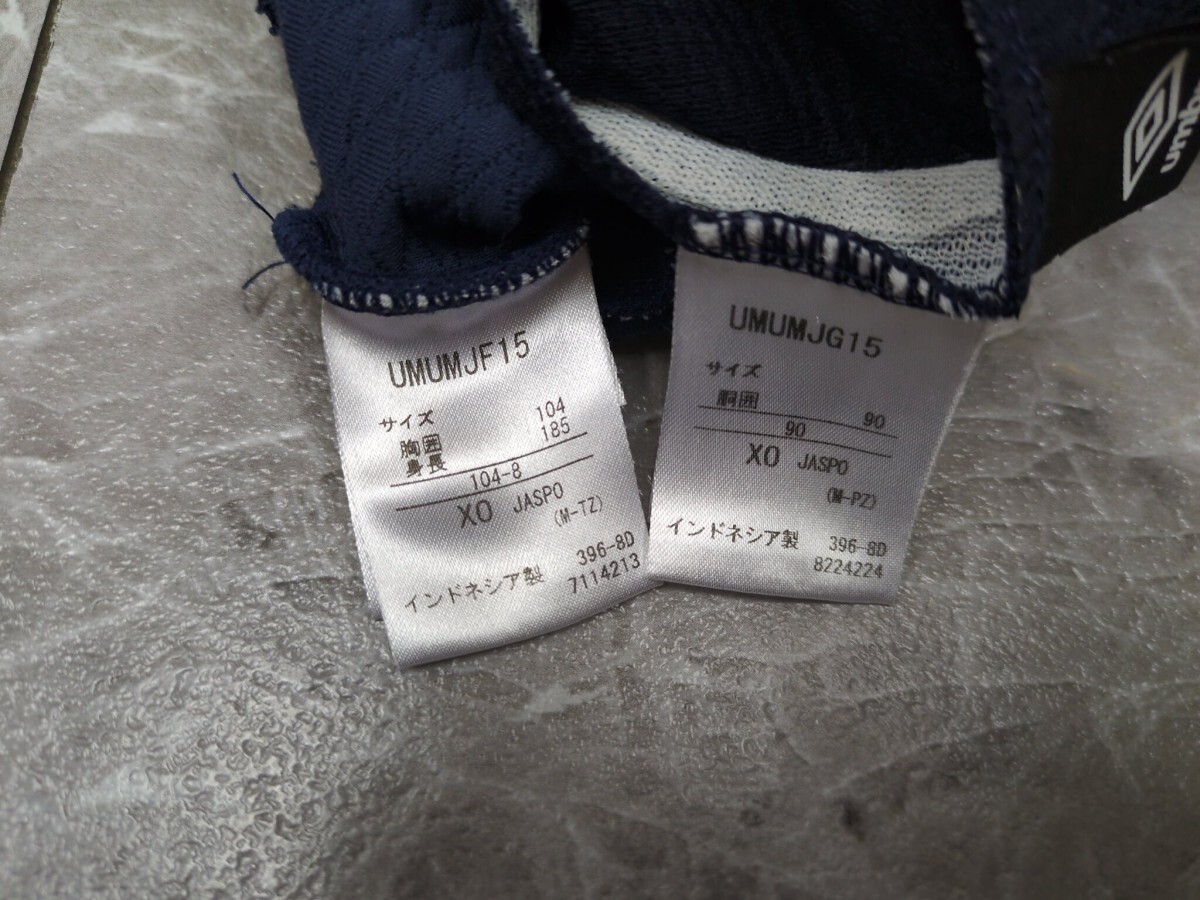 UMUMJF15
サイズ
胸囲 104
身長 185
104-8
XO JASPO
(M-TZ)
インドネシア製 396-8D
7114213
UMUMJG15
サイズ
胴囲 90
90
XO JASPO
(M-PZ)
インドネシア製 396-8D
8224224